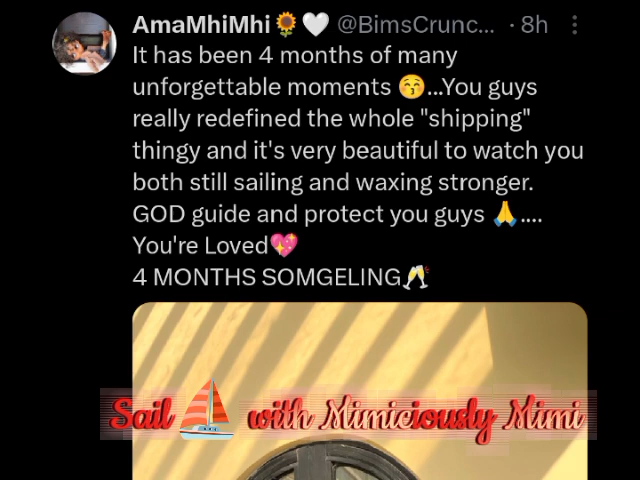 AmaMhiMhi🌻🤍 @BimsCrunc... · 8h
It has been 4 months of many
unforgettable moments 😚...You guys
really redefined the whole "shipping"
thingy and it's very beautiful to watch you
both still sailing and waxing stronger.
GOD guide and protect you guys 🙏....
You're Loved💖
4 MONTHS SOMGELING🥂
Sail ⛵ with Mimiciously Mimi